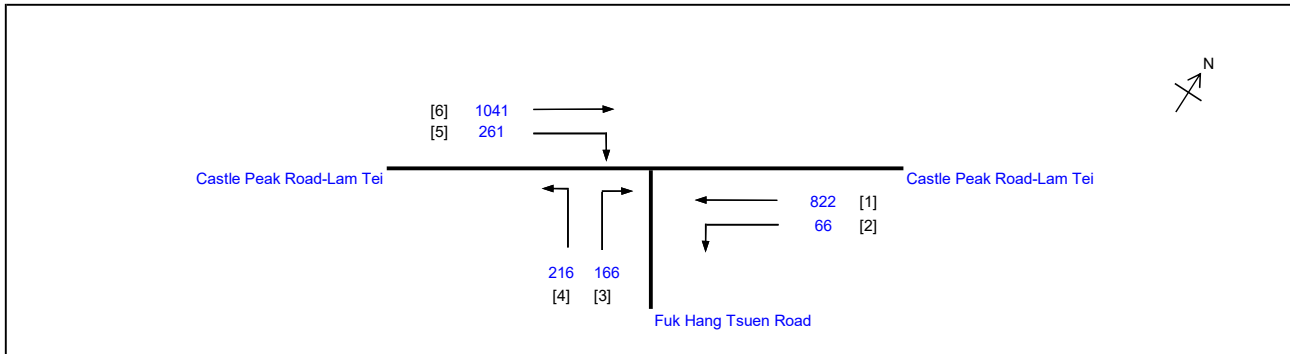 N
[6] 1041
[5] 261
Castle Peak Road-Lam Tei
Castle Peak Road-Lam Tei
822 [1]
66 [2]
216 166
[4] [3]
Fuk Hang Tsuen Road